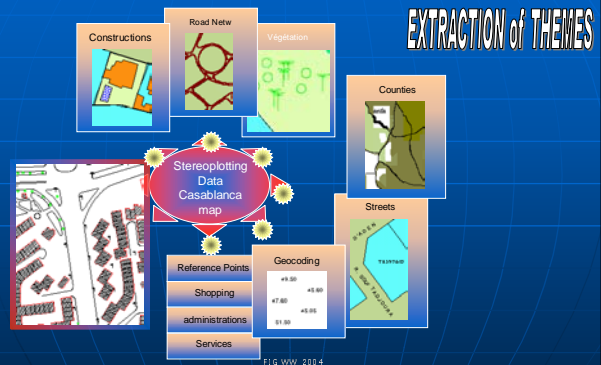 EXTRACTION of THEMES
Road Netw
Constructions
Végétation
Counties
Stereoplotting
Data
Casablanca
map
Streets
D'ADEN
Reference Points
Shopping
administrations
Services
Geocoding
FIG WW 2004